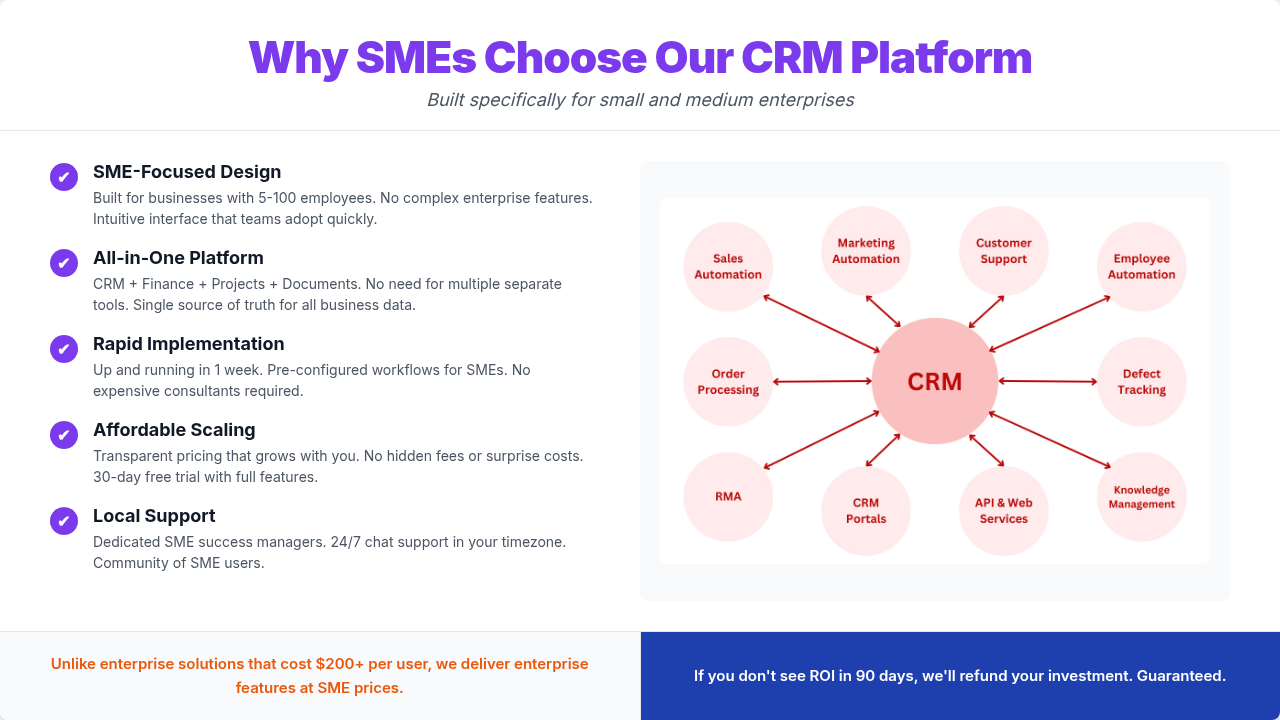 Why SMEs Choose Our CRM Platform
Built specifically for small and medium enterprises
✔ SME-Focused Design
Built for businesses with 5-100 employees. No complex enterprise features.
Intuitive interface that teams adopt quickly.
✔ All-in-One Platform
CRM + Finance + Projects + Documents. No need for multiple separate
tools. Single source of truth for all business data.
✔ Rapid Implementation
Up and running in 1 week. Pre-configured workflows for SMEs. No
expensive consultants required.
✔ Affordable Scaling
Transparent pricing that grows with you. No hidden fees or surprise costs.
30-day free trial with full features.
✔ Local Support
Dedicated SME success managers. 24/7 chat support in your timezone.
Community of SME users.
Sales
Automation
Marketing
Automation
Customer
Support
Employee
Automation
Order
Processing
CRM
Defect
Tracking
RMA
CRM
Portals
API & Web
Services
Knowledge
Management
Unlike enterprise solutions that cost $200+ per user, we deliver enterprise
features at SME prices.
If you don't see ROI in 90 days, we'll refund your investment. Guaranteed.